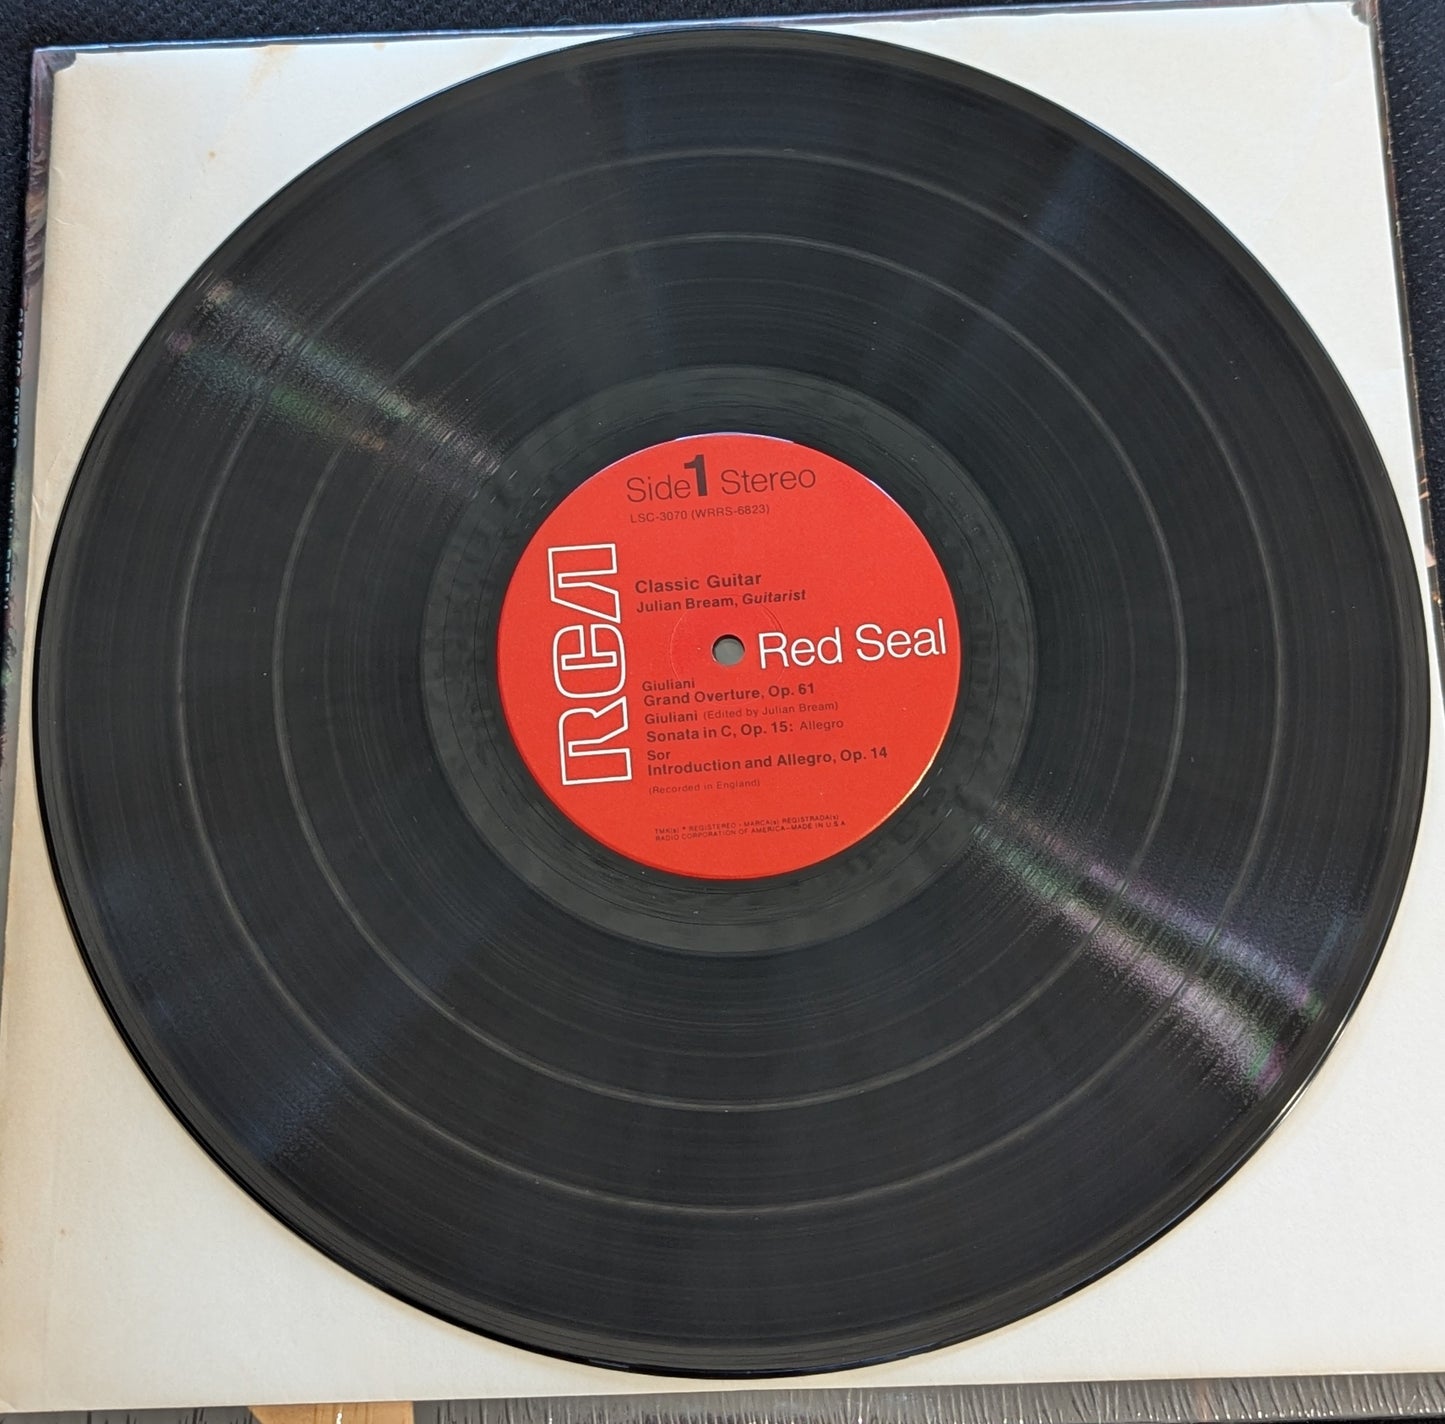 Side 1 Stereo
LSC-3070 (WRRS-6823)
RCA
Classic Guitar
Julian Bream, Guitarist
Red Seal
Giuliani
Grand Overture, Op. 61
Giuliani (Edited by Julian Bream)
Sonata in C, Op. 15: Allegro
Sor
Introduction and Allegro, Op. 14
(Recorded in England)
TMK(s) ® REGISTERED • MARCA(s) REGISTRADA(s)
RADIO CORPORATION OF AMERICA—MADE IN U.S.A